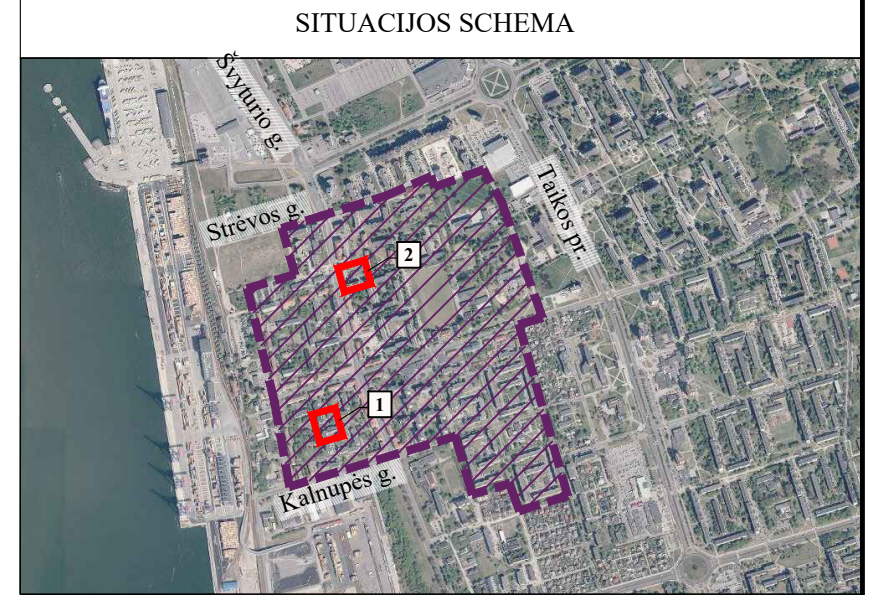 SITUACIJOS SCHEMA
Švyturio g.
Strėvos g.
Taikos pr.
2
1
Kalnupės g.